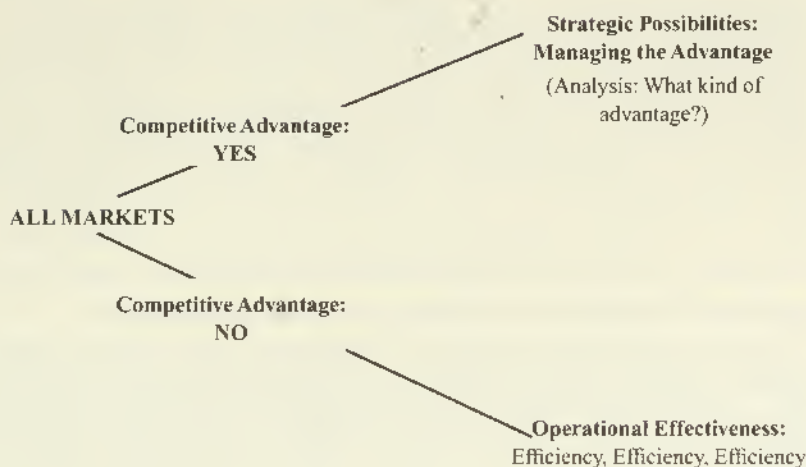 Strategic Possibilities:
Managing the Advantage
(Analysis: What kind of
advantage?)
Competitive Advantage:
YES
ALL MARKETS
Competitive Advantage:
NO
Operational Effectiveness:
Efficiency, Efficiency, Efficiency